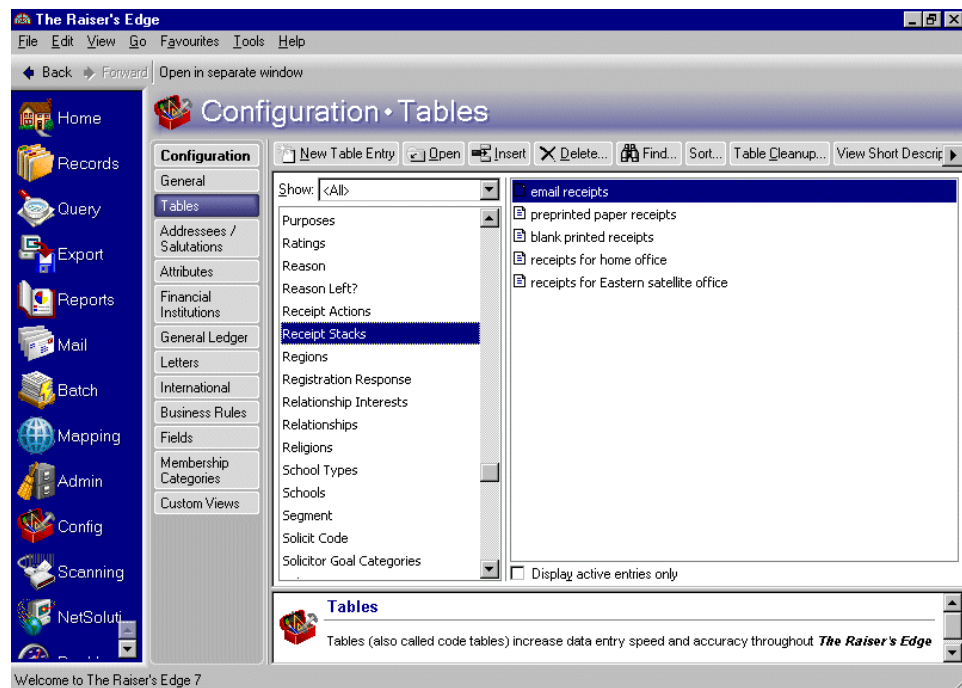 The Raiser's Edge
File Edit View Go Favourites Tools Help
Back Forward Open in separate window
Home
Records
Query
Export
Reports
Mail
Batch
Mapping
Admin
Config
Scanning
NetSoluti
Configuration • Tables
Configuration
General
Tables
Addressees /
Salutations
Attributes
Financial
Institutions
General Ledger
Letters
International
Business Rules
Fields
Membership
Categories
Custom Views
New Table Entry Open Insert Delete... Find... Sort... Table Cleanup... View Short Descrip
Show: <All>
Purposes
Ratings
Reason
Reason Left?
Receipt Actions
Receipt Stacks
Regions
Registration Response
Relationship Interests
Relationships
Religions
School Types
Schools
Segment
Solicit Code
Solicitor Goal Categories
email receipts
preprinted paper receipts
blank printed receipts
receipts for home office
receipts for Eastern satellite office
Display active entries only
Tables
Tables (also called code tables) increase data entry speed and accuracy throughout The Raiser's Edge
Welcome to The Raiser's Edge 7